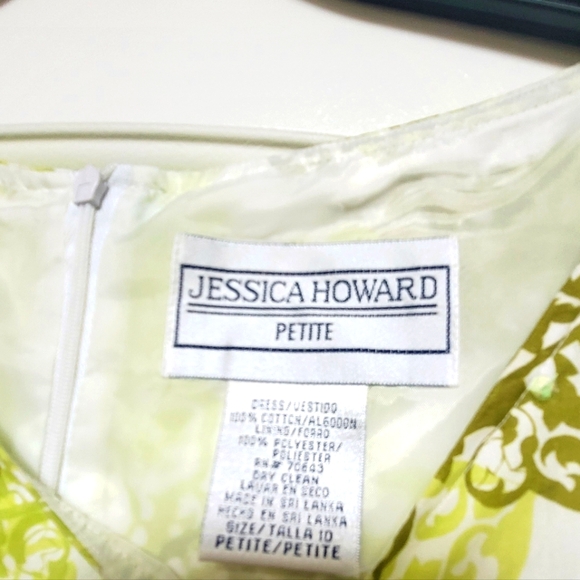 JESSICA HOWARD
PETITE
DRESS/VESTIDO
100% COTTON/ALGODON
LINING/FORRO
100% POLYESTER/
POLIESTER
RN# 70643
DRY CLEAN
LAVAR EN SECO
MADE IN SRI LANKA
HECHO EN SRI LANKA
SIZE/TALLA 10
PETITE/PETITE